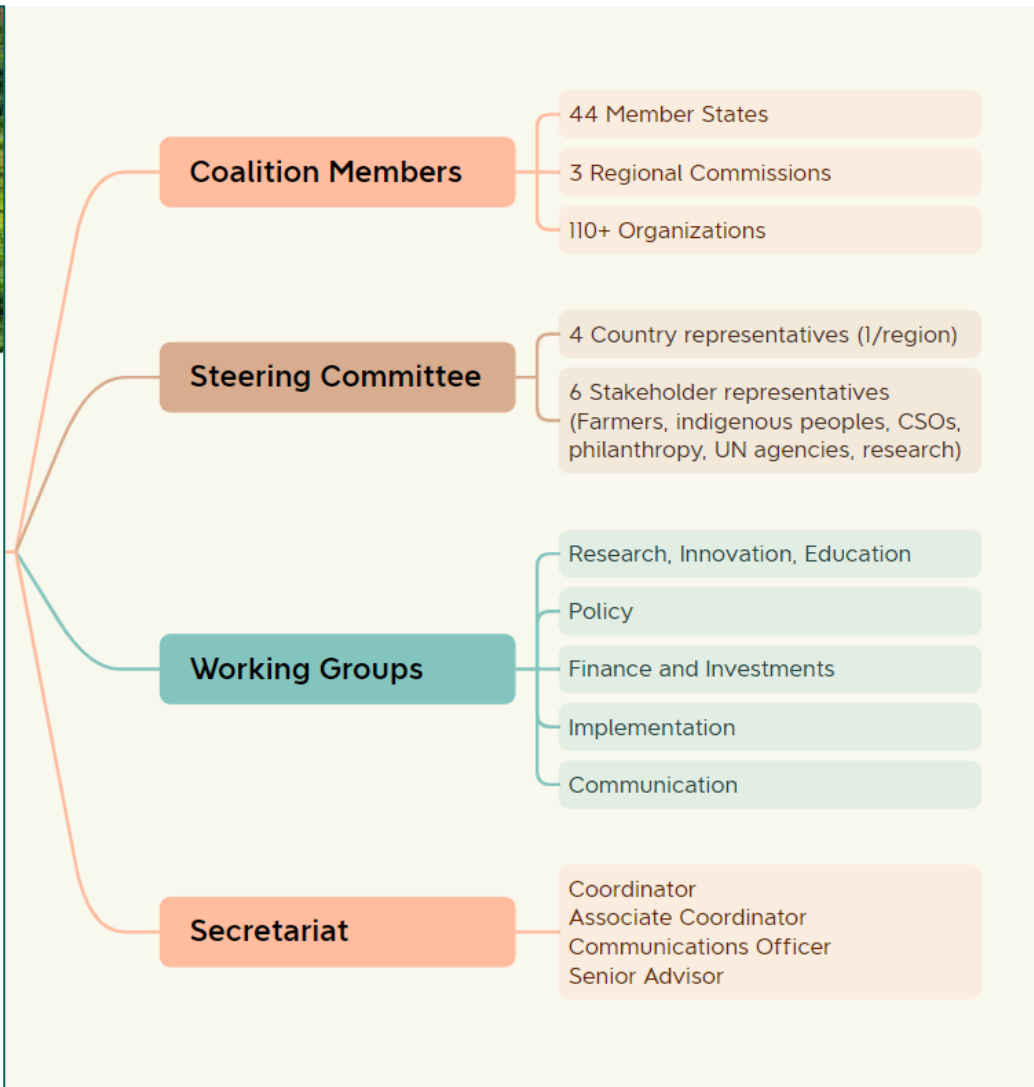 Coalition Members
44 Member States
3 Regional Commissions
110+ Organizations
Steering Committee
4 Country representatives (1/region)
6 Stakeholder representatives
(Farmers, indigenous peoples, CSOs,
philanthropy, UN agencies, research)
Working Groups
Research, Innovation, Education
Policy
Finance and Investments
Implementation
Communication
Secretariat
Coordinator
Associate Coordinator
Communications Officer
Senior Advisor